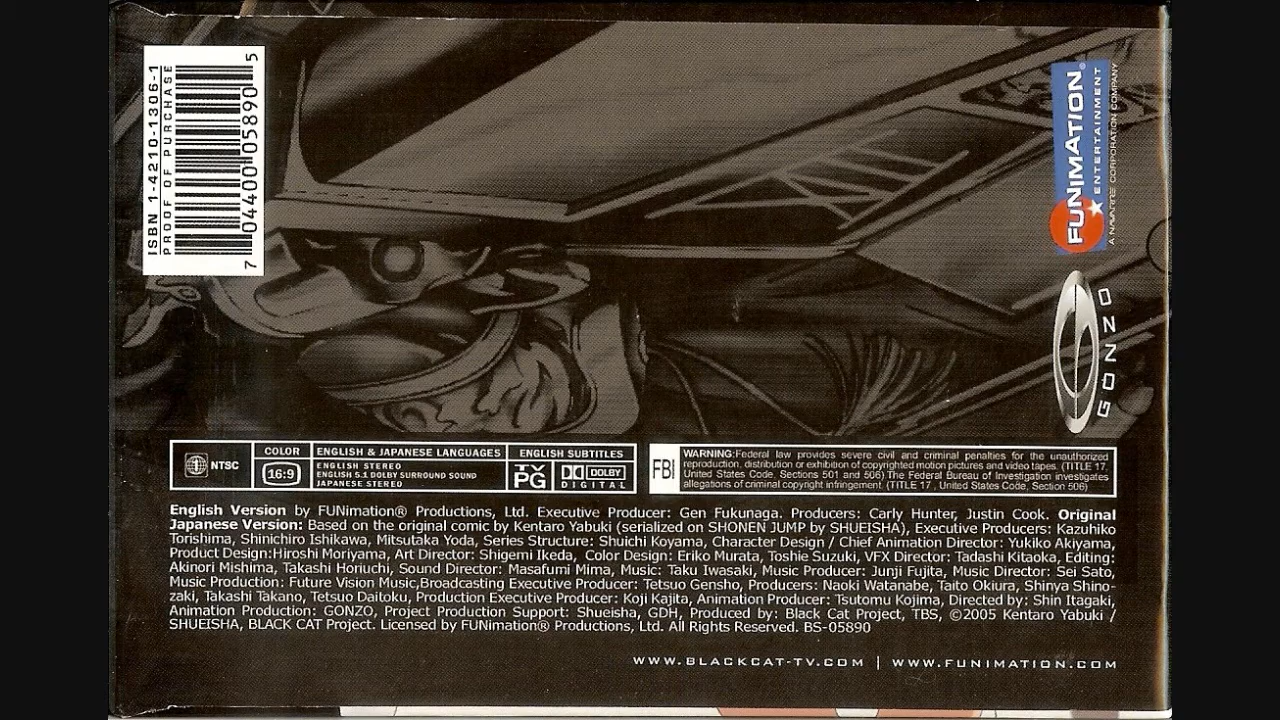 ISBN 1-4210-1306-1
PROOF OF PURCHASE
7 04400 05890 5
FUNIMATION®
ENTERTAINMENT
A NAVARRE CORPORATION COMPANY
GONZO
NTSC
COLOR
16:9
ENGLISH & JAPANESE LANGUAGES
ENGLISH STEREO
ENGLISH 5.1 DOLBY SURROUND SOUND
JAPANESE STEREO
ENGLISH SUBTITLES
TV
PG
DOLBY
DIGITAL
FBI
WARNING:Federal law provides severe civil and criminal penalties for the unauthorized
reproduction, distribution or exhibition of copyrighted motion pictures and video tapes. (TITLE 17,
United States Code, Sections 501 and 506) The Federal Bureau of Investigation investigates
allegations of criminal copyright infringement. (TITLE 17 , United States Code, Section 506)
English Version by FUNimation® Productions, Ltd. Executive Producer: Gen Fukunaga. Producers: Carly Hunter, Justin Cook. Original
Japanese Version: Based on the original comic by Kentaro Yabuki (serialized on SHONEN JUMP by SHUEISHA), Executive Producers: Kazuhiko
Torishima, Shinichiro Ishikawa, Mitsutaka Yoda, Series Structure: Shuichi Koyama, Character Design / Chief Animation Director: Yukiko Akiyama,
Product Design:Hiroshi Moriyama, Art Director: Shigemi Ikeda, Color Design: Eriko Murata, Toshie Suzuki, VFX Director: Tadashi Kitaoka, Editing:
Akinori Mishima, Takashi Horiuchi, Sound Director: Masafumi Mima, Music: Taku Iwasaki, Music Producer: Junji Fujita, Music Director: Sei Sato,
Music Production: Future Vision Music,Broadcasting Executive Producer: Tetsuo Gensho, Producers: Naoki Watanabe, Taito Okiura, Shinya Shino-
zaki, Takashi Takano, Tetsuo Daitoku, Production Executive Producer: Koji Kajita, Animation Producer: Tsutomu Kojima, Directed by: Shin Itagaki,
Animation Production: GONZO, Project Production Support: Shueisha, GDH, Produced by: Black Cat Project, TBS, ©2005 Kentaro Yabuki /
SHUEISHA, BLACK CAT Project. Licensed by FUNimation® Productions, Ltd. All Rights Reserved. BS-05890
WWW.BLACKCAT-TV.COM | WWW.FUNIMATION.COM